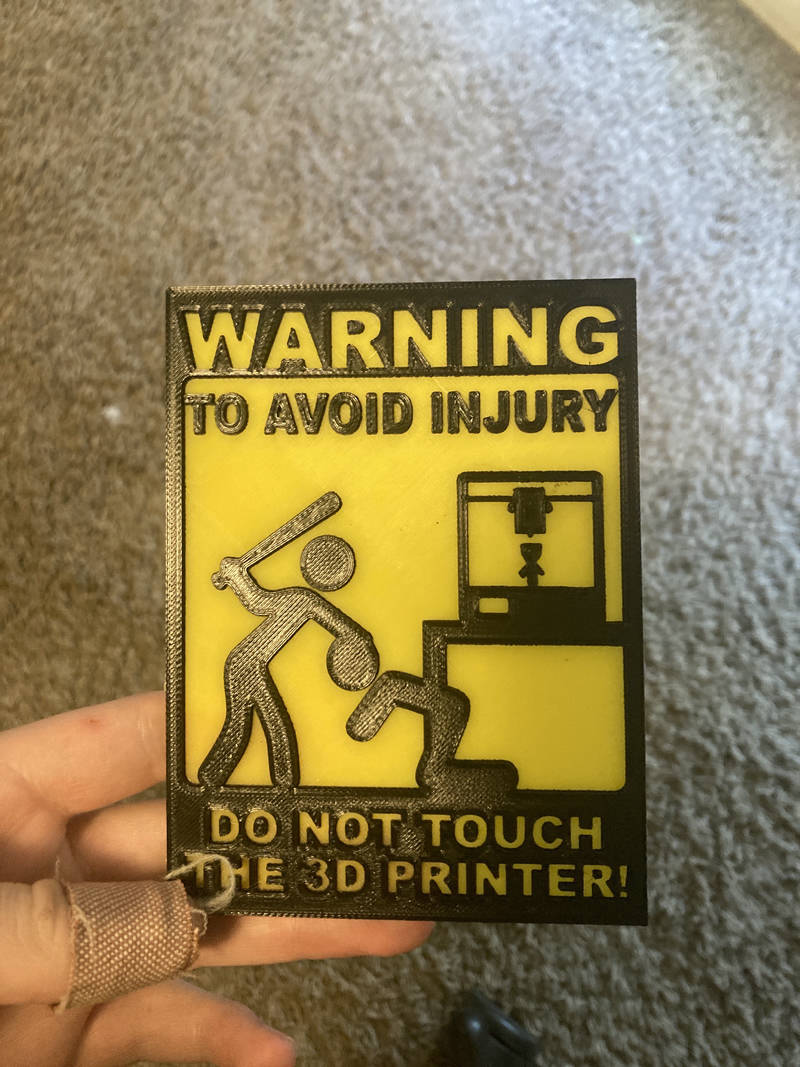 WARNING
TO AVOID INJURY
DO NOT TOUCH
THE 3D PRINTER!